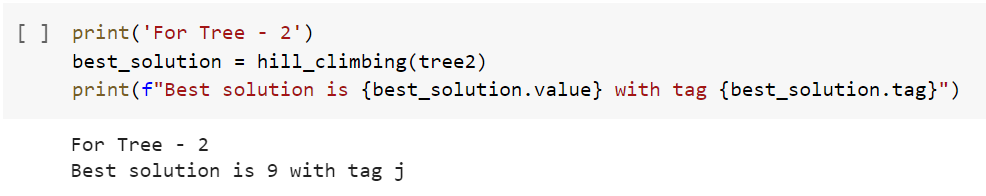 [ ] print('For Tree - 2')
best_solution = hill_climbing(tree2)
print(f"Best solution is {best_solution.value} with tag {best_solution.tag}")
For Tree - 2
Best solution is 9 with tag j